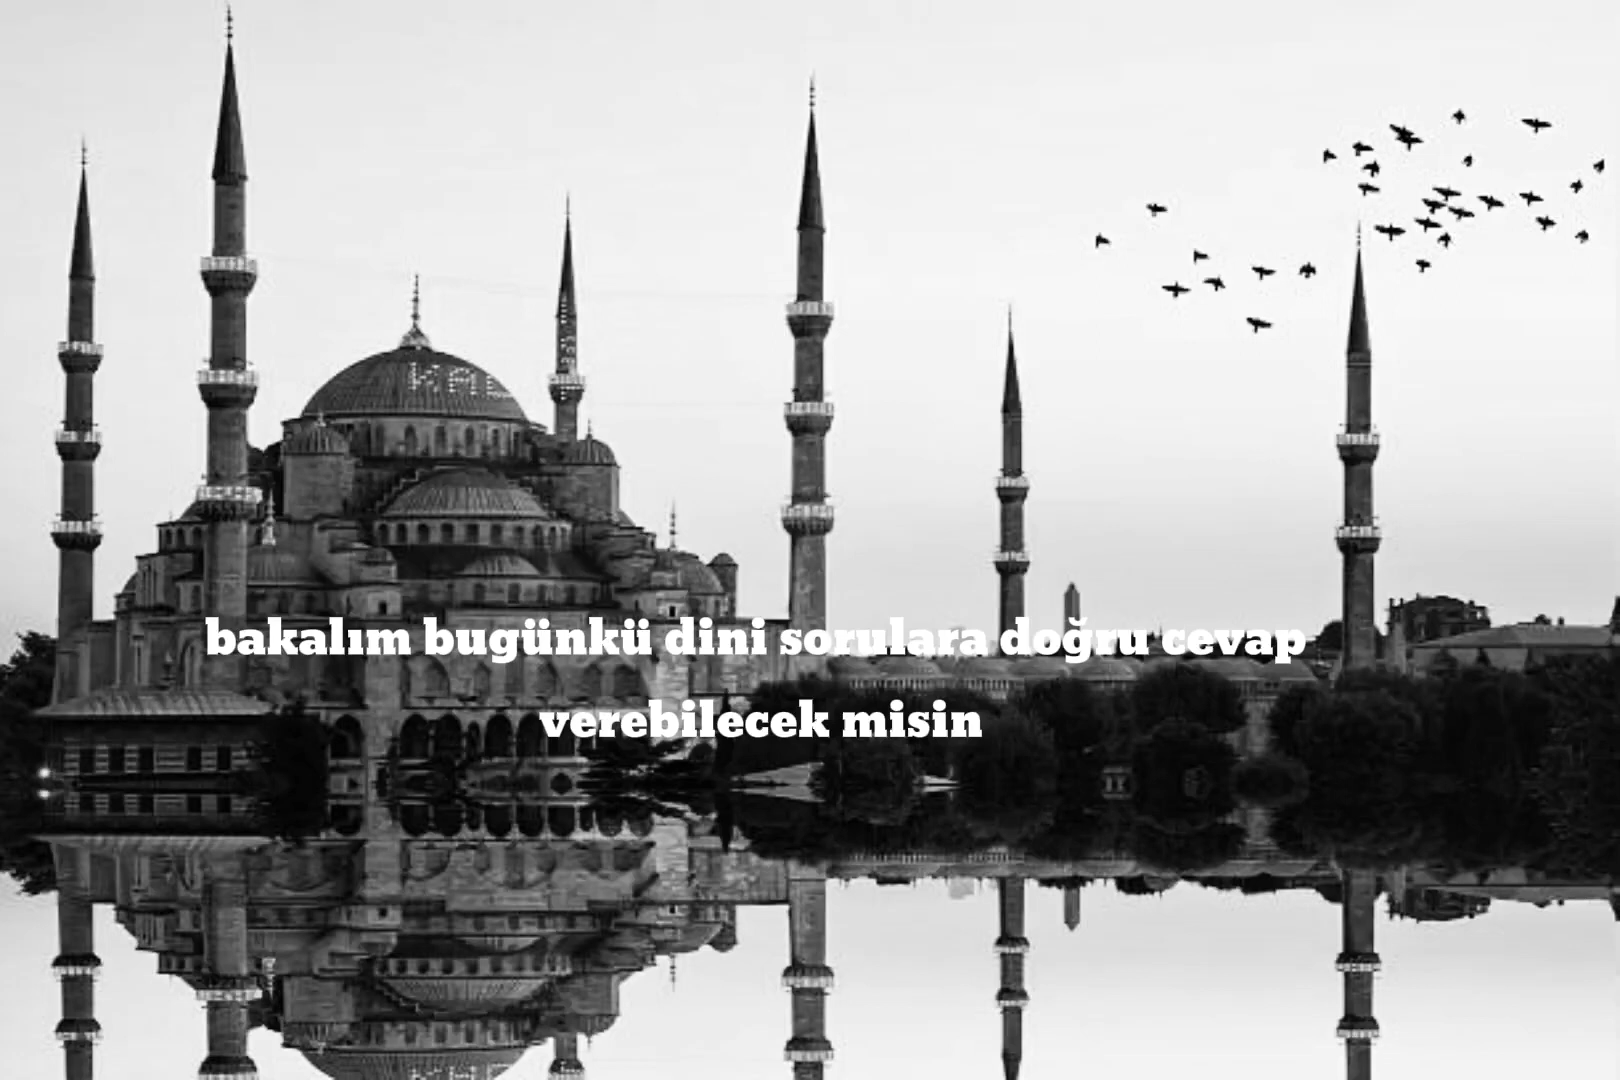 bakalım bugünkü dini sorulara doğru cevap
verebilecek misin